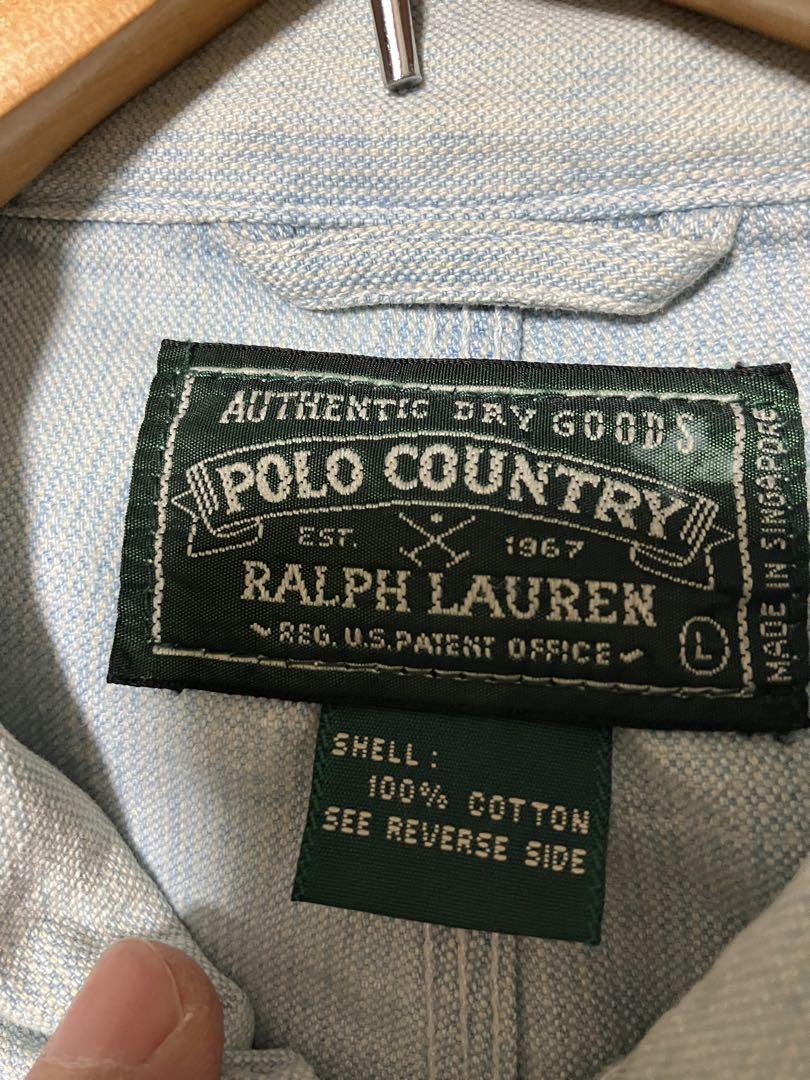 AUTHENTIC DRY GOODS
POLO COUNTRY
EST. 1967
RALPH LAUREN
REG. U.S. PATENT OFFICE
L
MADE IN SINGAPORE
SHELL:
100% COTTON
SEE REVERSE SIDE